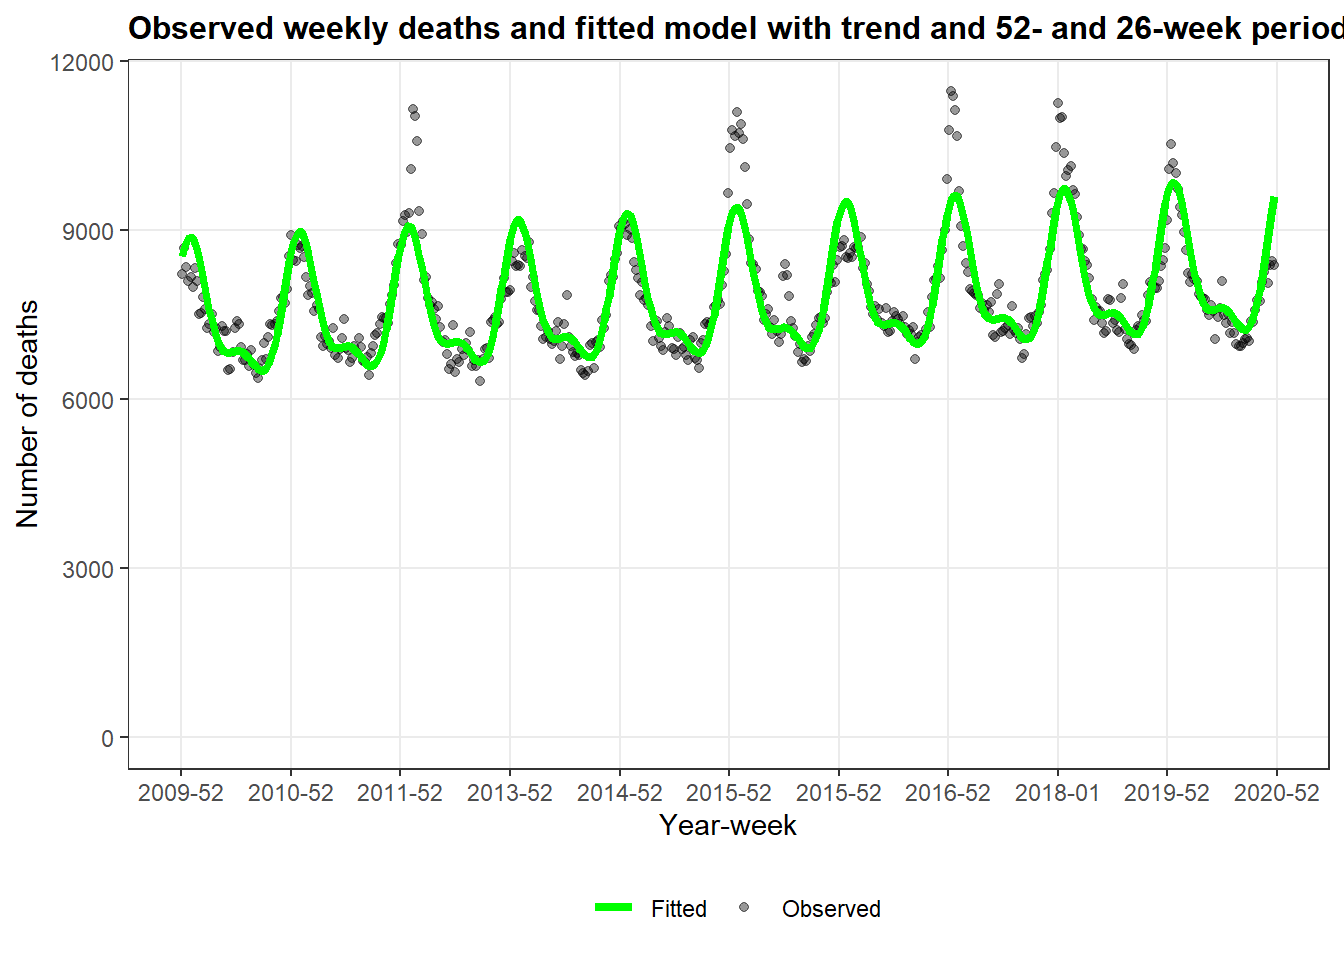 Observed weekly deaths and fitted model with trend and 52- and 26-week period
12000
9000
6000
3000
0
Number of deaths
2009-52 2010-52 2011-52 2013-52 2014-52 2015-52 2015-52 2016-52 2018-01 2019-52 2020-52
Year-week
Fitted Observed